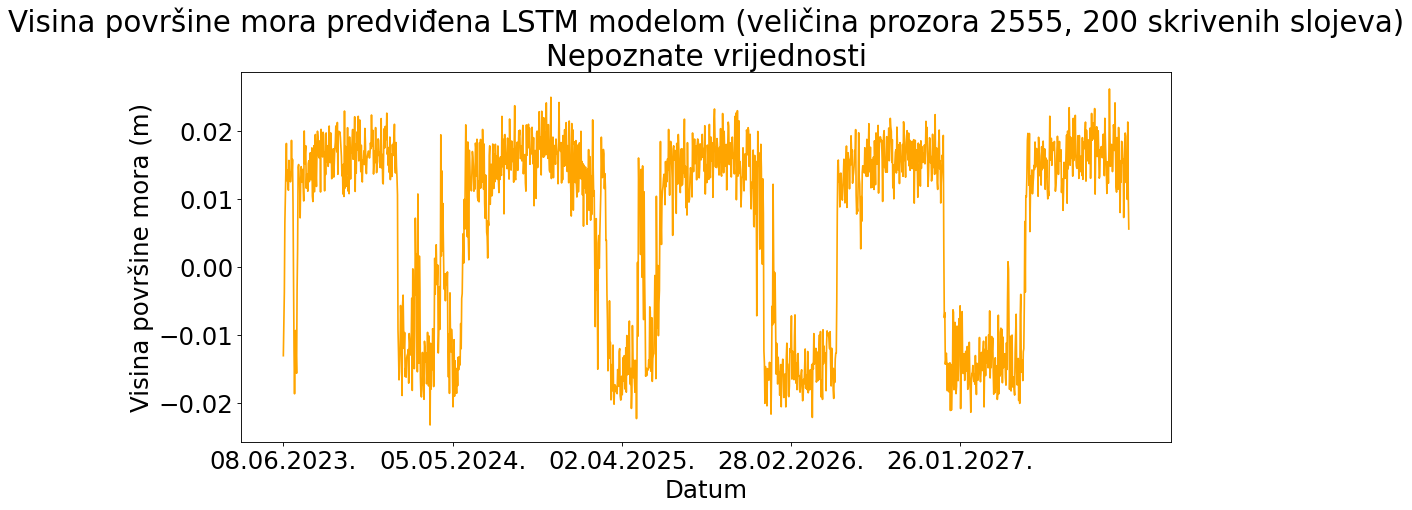 Visina površine mora predviđena LSTM modelom (veličina prozora 2555, 200 skrivenih slojeva)
Nepoznate vrijednosti
Visina površine mora (m)
0.02
0.01
0.00
−0.01
−0.02
08.06.2023. 05.05.2024. 02.04.2025. 28.02.2026. 26.01.2027.
Datum